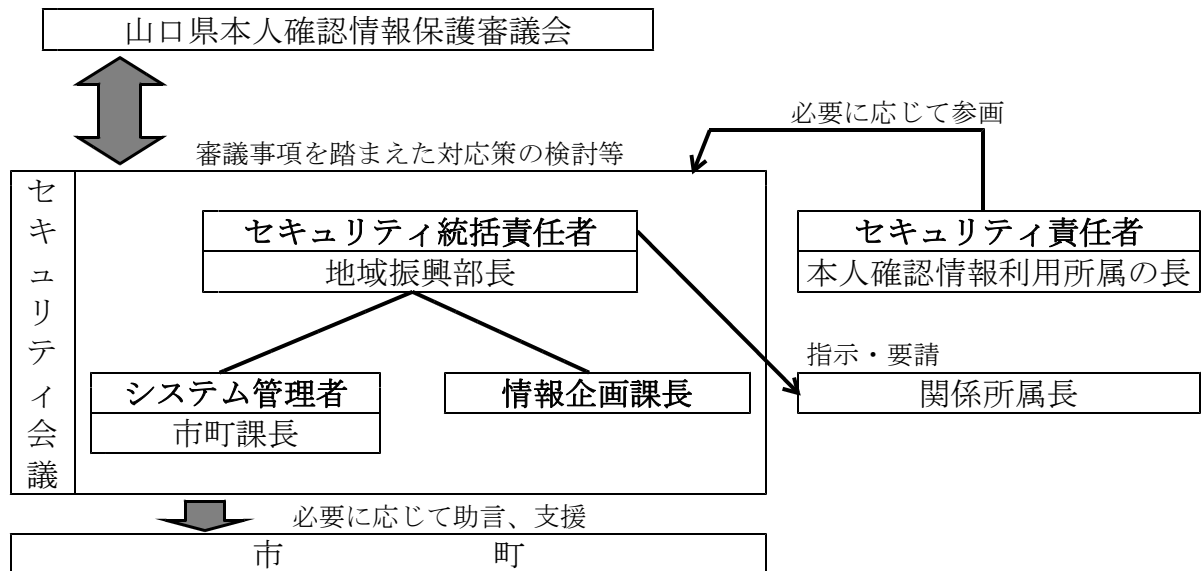 山口県本人確認情報保護審議会
必要に応じて参画
審議事項を踏まえた対応策の検討等
セキュリティ会議
セキュリティ統括責任者
地域振興部長
セキュリティ責任者
本人確認情報利用所属の長
指示・要請
システム管理者
市町課長
情報企画課長
関係所属長
必要に応じて助言、支援
市 町